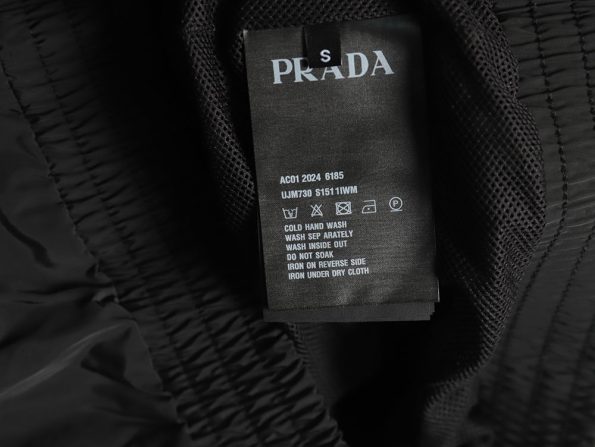 S
PRADA
AC01 2024 6185
UJM730 S1511IWM
COLD HAND WASH
WASH SEP ARATELY
WASH INSIDE OUT
DO NOT SOAK
IRON ON REVERSE SIDE
IRON UNDER DRY CLOTH